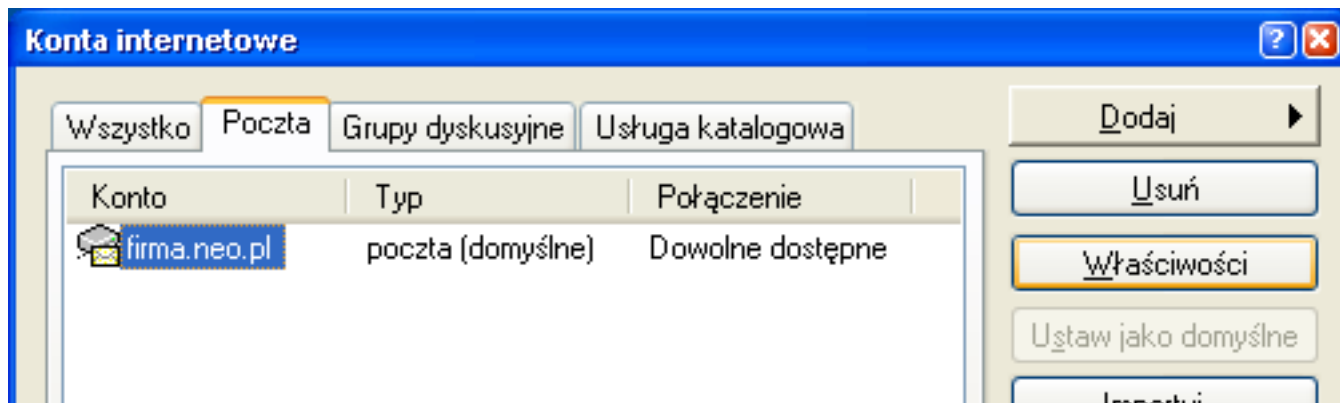 Konta internetowe
Wszystko Poczta Grupy dyskusyjne Usługa katalogowa
Dodaj
Usuń
Konto Typ Połączenie
firma.neo.pl poczta (domyślne) Dowolne dostępne
Właściwości
Ustaw jako domyślne